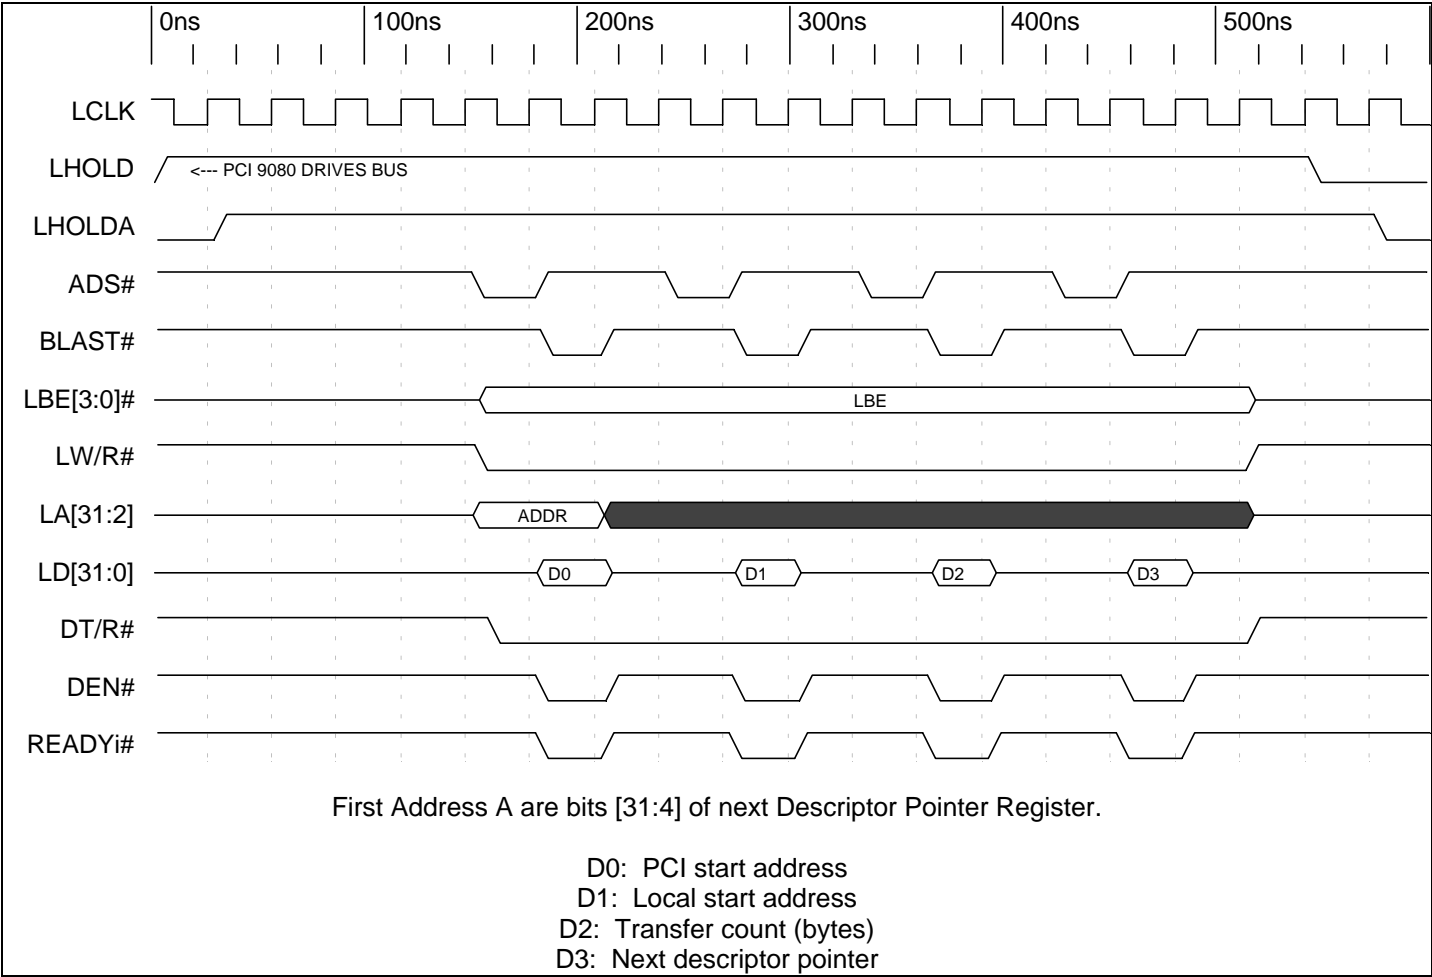 0ns 100ns 200ns 300ns 400ns 500ns
LCLK
LHOLD <--- PCI 9080 DRIVES BUS
LHOLDA
ADS#
BLAST#
LBE[3:0]# LBE
LW/R#
LA[31:2] ADDR
LD[31:0] D0 D1 D2 D3
DT/R#
DEN#
READYi#
First Address A are bits [31:4] of next Descriptor Pointer Register.
D0: PCI start address
D1: Local start address
D2: Transfer count (bytes)
D3: Next descriptor pointer